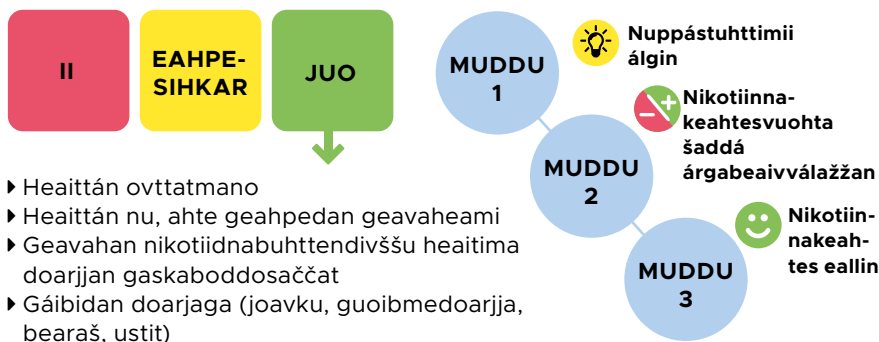 II
EAHPE-
SIHKAR
JUO
▸ Heaittán ovttatmano
▸ Heaittán nu, ahte geahpedan geavaheami
▸ Geavahan nikotiidnabuhttendivššu heaitima
doarjjan gaskaboddosaččat
▸ Gáibidan doarjaga (joavku, guoibmedoarjja,
bearaš, ustit)
MUDDU
1
Nuppástuhttimii
álgin
MUDDU
2
Nikotiinna-
keahtesvuohta
šaddá
árgabeaivválažžan
MUDDU
3
Nikotiin-
nakeah-
tes eallin